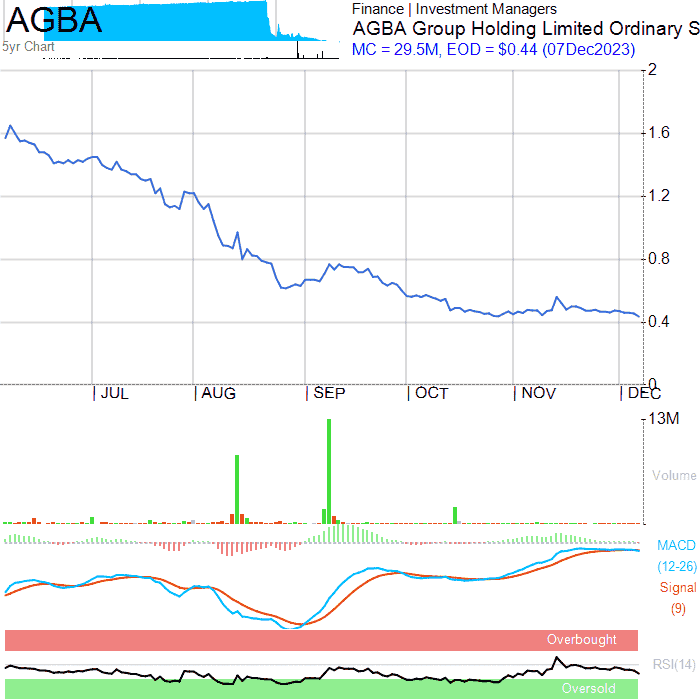 AGBA
5yr Chart
Finance | Investment Managers
AGBA Group Holding Limited Ordinary S
MC = 29.5M, EOD = $0.44 (07Dec2023)
2
1.6
1.2
0.8
0.4
0
JUL AUG SEP OCT NOV DEC
13M
Volume
MACD
(12-26)
Signal
(9)
Overbought
RSI(14)
Oversold